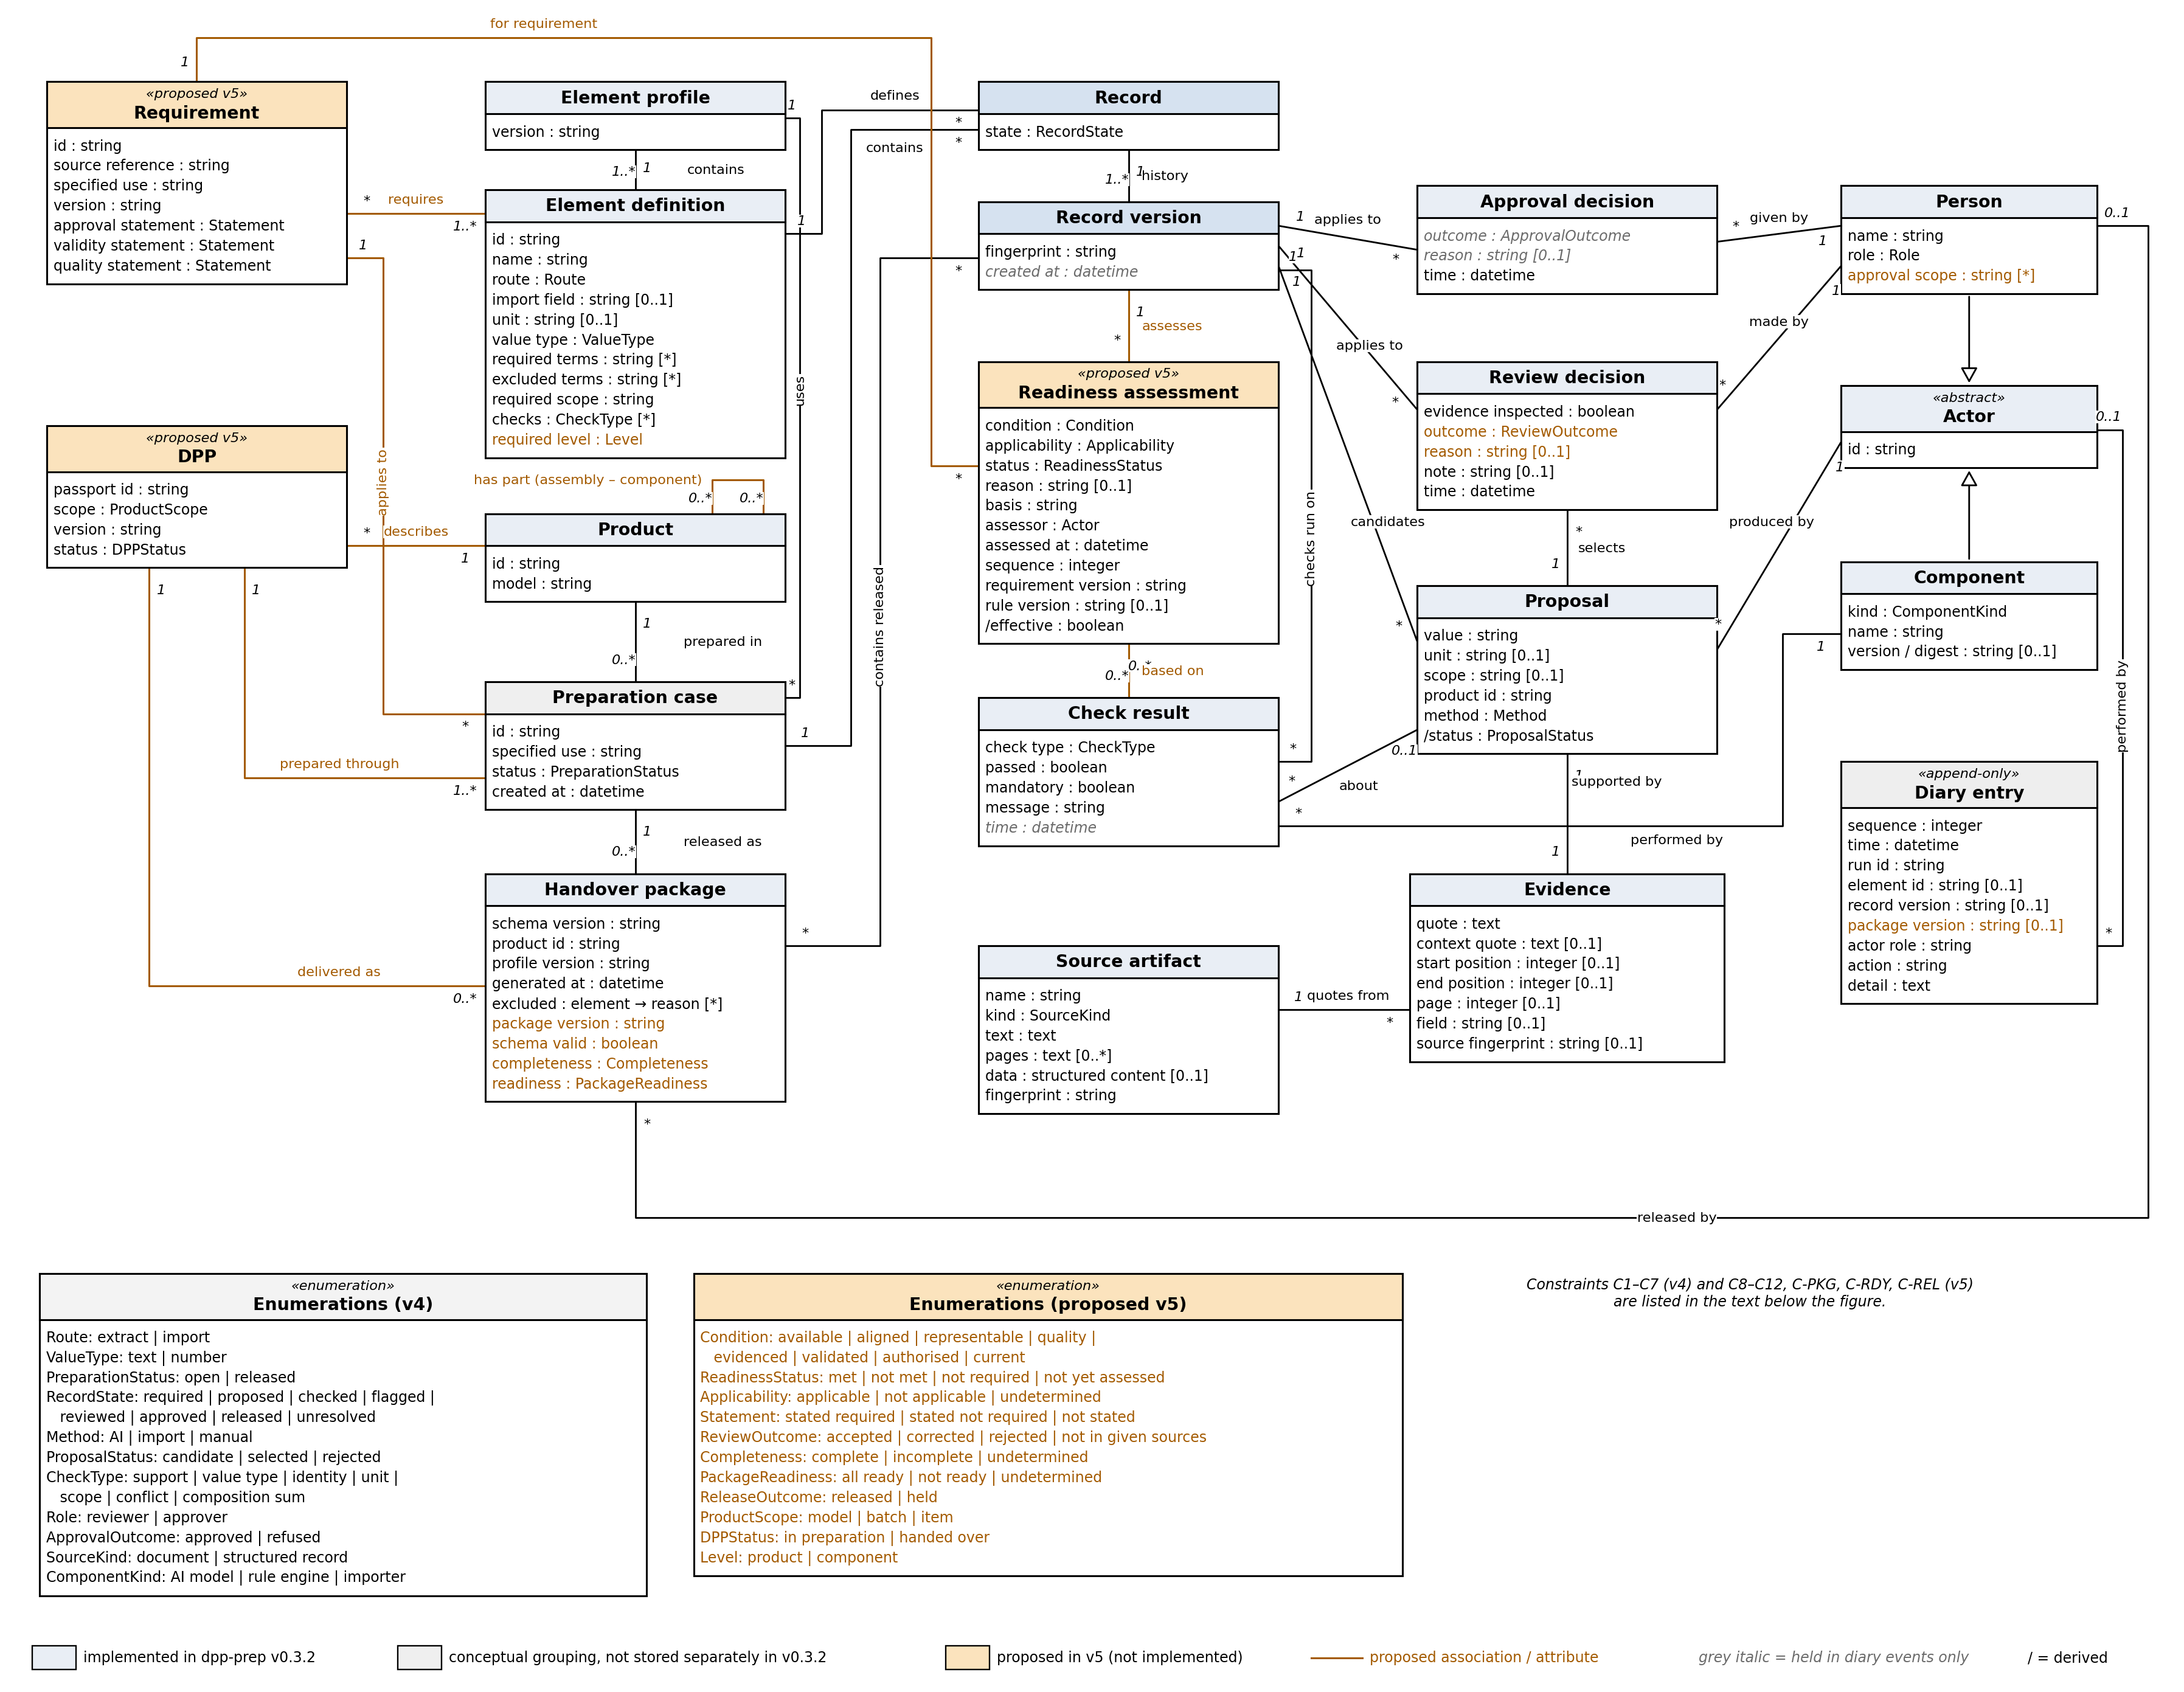 for requirement
1
«proposed v5»
Requirement
id : string
source reference : string
specified use : string
version : string
approval statement : Statement
validity statement : Statement
quality statement : Statement
* requires
1..*
1
applies to
«proposed v5»
DPP
passport id : string
scope : ProductScope
version : string
status : DPPStatus
* describes
1
1
1
prepared through
1..*
*
delivered as
0..*
Element profile
version : string
1
1..* 1 contains
Element definition
id : string
name : string
route : Route
import field : string [0..1]
unit : string [0..1]
value type : ValueType
required terms : string [*]
excluded terms : string [*]
required scope : string
checks : CheckType [*]
required level : Level
1
uses
has part (assembly – component)
0..* 0..*
Product
id : string
model : string
1
prepared in
0..*
*
Preparation case
id : string
specified use : string
status : PreparationStatus
created at : datetime
1
1
released as
0..*
Handover package
schema version : string
product id : string
profile version : string
generated at : datetime
excluded : element → reason [*]
package version : string
schema valid : boolean
completeness : Completeness
readiness : PackageReadiness
*
*
defines
*
contains
*
contains released
*
*
Record
state : RecordState
1
1..* history
Record version
fingerprint : string
created at : datetime
1
assesses
*
«proposed v5»
Readiness assessment
condition : Condition
applicability : Applicability
status : ReadinessStatus
reason : string [0..1]
basis : string
assessor : Actor
assessed at : datetime
sequence : integer
requirement version : string
rule version : string [0..1]
/effective : boolean
0..*
0..* based on
Check result
check type : CheckType
passed : boolean
mandatory : boolean
message : string
time : datetime
Source artifact
name : string
kind : SourceKind
text : text
pages : text [0..*]
data : structured content [0..1]
fingerprint : string
1 applies to
*
1
1
1
applies to
*
candidates
*
checks run on
*
*
about
0..1
*
performed by
1
1 quotes from
*
Approval decision
outcome : ApprovalOutcome
reason : string [0..1]
time : datetime
* given by
1
Review decision
evidence inspected : boolean
outcome : ReviewOutcome
reason : string [0..1]
note : string [0..1]
time : datetime
made by
1
*
*
selects
1
Proposal
value : string
unit : string [0..1]
scope : string [0..1]
product id : string
method : Method
/status : ProposalStatus
produced by
1
*
supported by
1
Evidence
quote : text
context quote : text [0..1]
start position : integer [0..1]
end position : integer [0..1]
page : integer [0..1]
field : string [0..1]
source fingerprint : string [0..1]
Person
name : string
role : Role
approval scope : string [*]
0..1
«abstract»
Actor
id : string
0..1
Component
kind : ComponentKind
name : string
version / digest : string [0..1]
performed by
«append-only»
Diary entry
sequence : integer
time : datetime
run id : string
element id : string [0..1]
record version : string [0..1]
package version : string [0..1]
actor role : string
action : string
detail : text
*
released by
«enumeration»
Enumerations (v4)
Route: extract | import
ValueType: text | number
PreparationStatus: open | released
RecordState: required | proposed | checked | flagged |
reviewed | approved | released | unresolved
Method: AI | import | manual
ProposalStatus: candidate | selected | rejected
CheckType: support | value type | identity | unit |
scope | conflict | composition sum
Role: reviewer | approver
ApprovalOutcome: approved | refused
SourceKind: document | structured record
ComponentKind: AI model | rule engine | importer
«enumeration»
Enumerations (proposed v5)
Condition: available | aligned | representable | quality |
evidenced | validated | authorised | current
ReadinessStatus: met | not met | not required | not yet assessed
Applicability: applicable | not applicable | undetermined
Statement: stated required | stated not required | not stated
ReviewOutcome: accepted | corrected | rejected | not in given sources
Completeness: complete | incomplete | undetermined
PackageReadiness: all ready | not ready | undetermined
ReleaseOutcome: released | held
ProductScope: model | batch | item
DPPStatus: in preparation | handed over
Level: product | component
Constraints C1–C7 (v4) and C8–C12, C-PKG, C-RDY, C-REL (v5)
are listed in the text below the figure.
implemented in dpp-prep v0.3.2
conceptual grouping, not stored separately in v0.3.2
proposed in v5 (not implemented)
proposed association / attribute
grey italic = held in diary events only
/ = derived